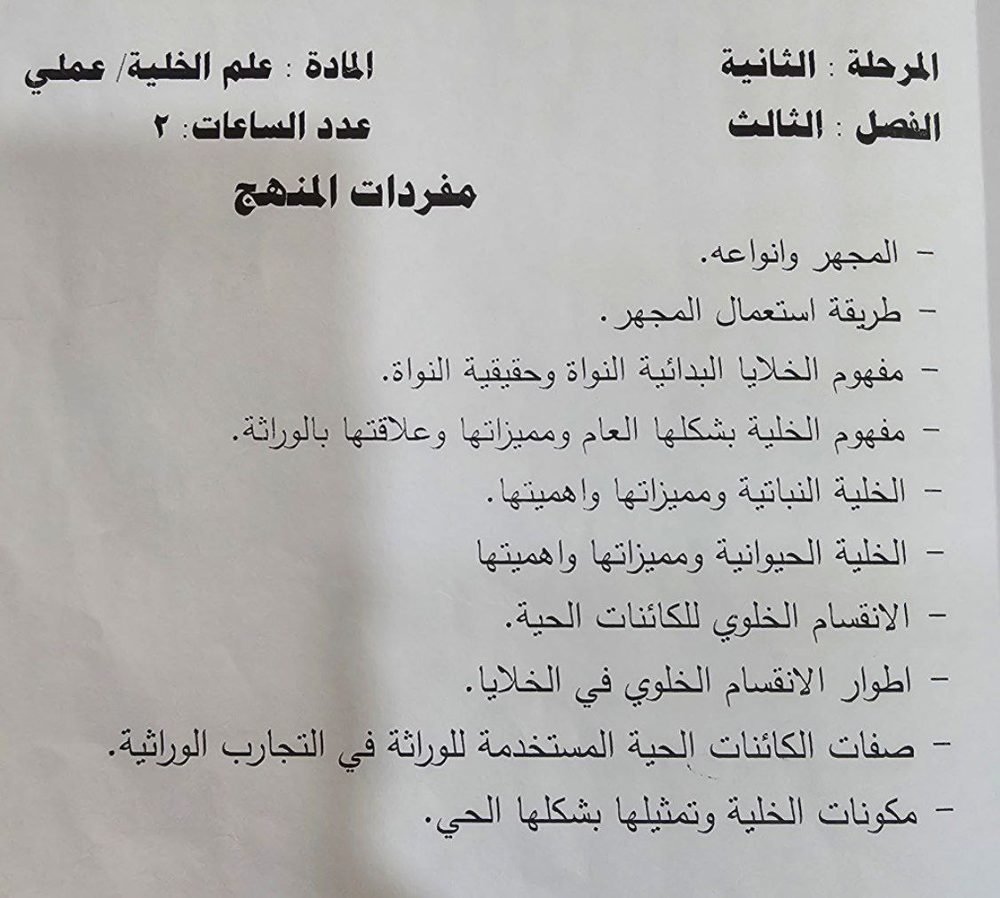 المرحلة : الثانية
المادة : علم الخلية/ عملي
الفصل : الثالث
عدد الساعات: ٢
مفردات المنهج
- المجهر وانواعه.
- طريقة استعمال المجهر.
- مفهوم الخلايا البدائية النواة وحقيقية النواة.
- مفهوم الخلية بشكلها العام ومميزاتها وعلاقتها بالوراثة.
- الخلية النباتية ومميزاتها واهميتها.
- الخلية الحيوانية ومميزاتها واهميتها
- الانقسام الخلوي للكائنات الحية.
- اطوار الانقسام الخلوي في الخلايا.
- صفات الكائنات الحية المستخدمة للوراثة في التجارب الوراثية.
- مكونات الخلية وتمثيلها بشكلها الحي.